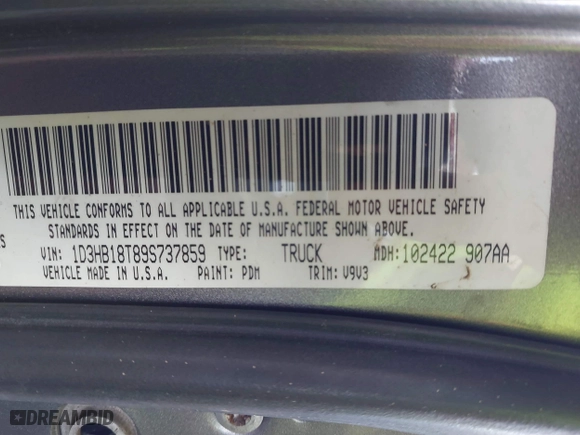 THIS VEHICLE CONFORMS TO ALL APPLICABLE U.S.A. FEDERAL MOTOR VEHICLE SAFETY
STANDARDS IN EFFECT ON THE DATE OF MANUFACTURE SHOWN ABOVE.
VIN: 1D3HB18T89S737859 TYPE: TRUCK MDH: 102422 907AA
VEHICLE MADE IN U.S.A. PAINT: PDM TRIM: V9V3
DREAMBID